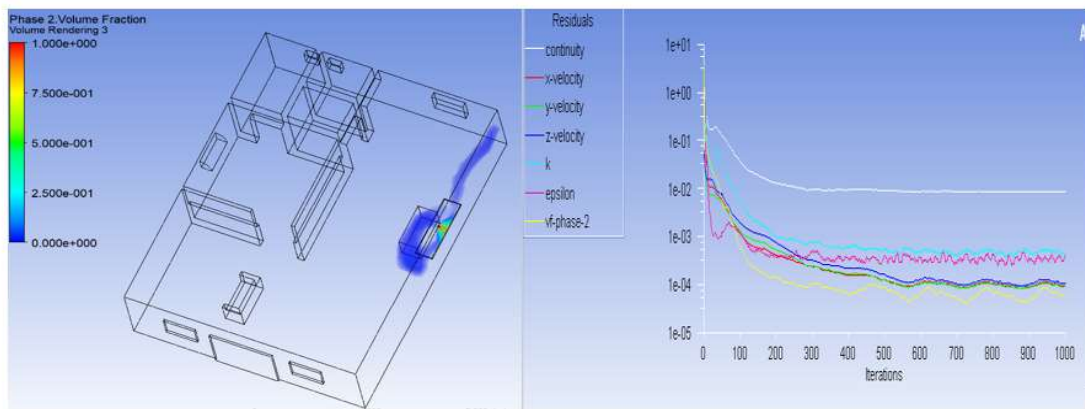 Phase 2.Volume Fraction
Volume Rendering 3
1.000e+000
7.500e-001
5.000e-001
2.500e-001
0.000e+000
Residuals
continuity
x-velocity
y-velocity
z-velocity
k
epsilon
vf-phase-2
A
1e+01
1e+00
1e-01
1e-02
1e-03
1e-04
1e-05
0 100 200 300 400 500 600 700 800 900 1000
Iterations